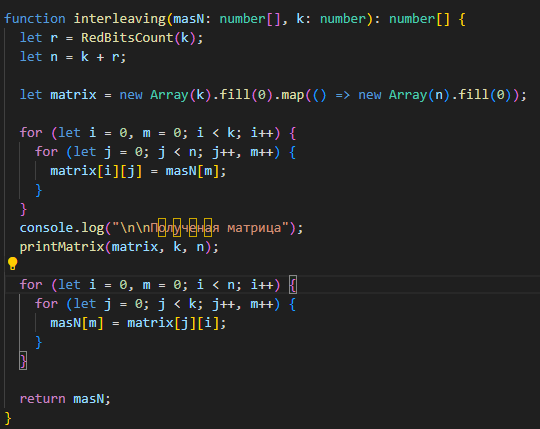 function interleaving(masN: number[], k: number): number[] {
let r = RedBitsCount(k);
let n = k + r;
let matrix = new Array(k).fill(0).map(() => new Array(n).fill(0));
for (let i = 0, m = 0; i < k; i++) {
for (let j = 0; j < n; j++, m++) {
matrix[i][j] = masN[m];
}
}
console.log("\n\nПолученая матрица");
printMatrix(matrix, k, n);
for (let i = 0, m = 0; i < n; i++) {
for (let j = 0; j < k; j++, m++) {
masN[m] = matrix[j][i];
}
}
return masN;
}